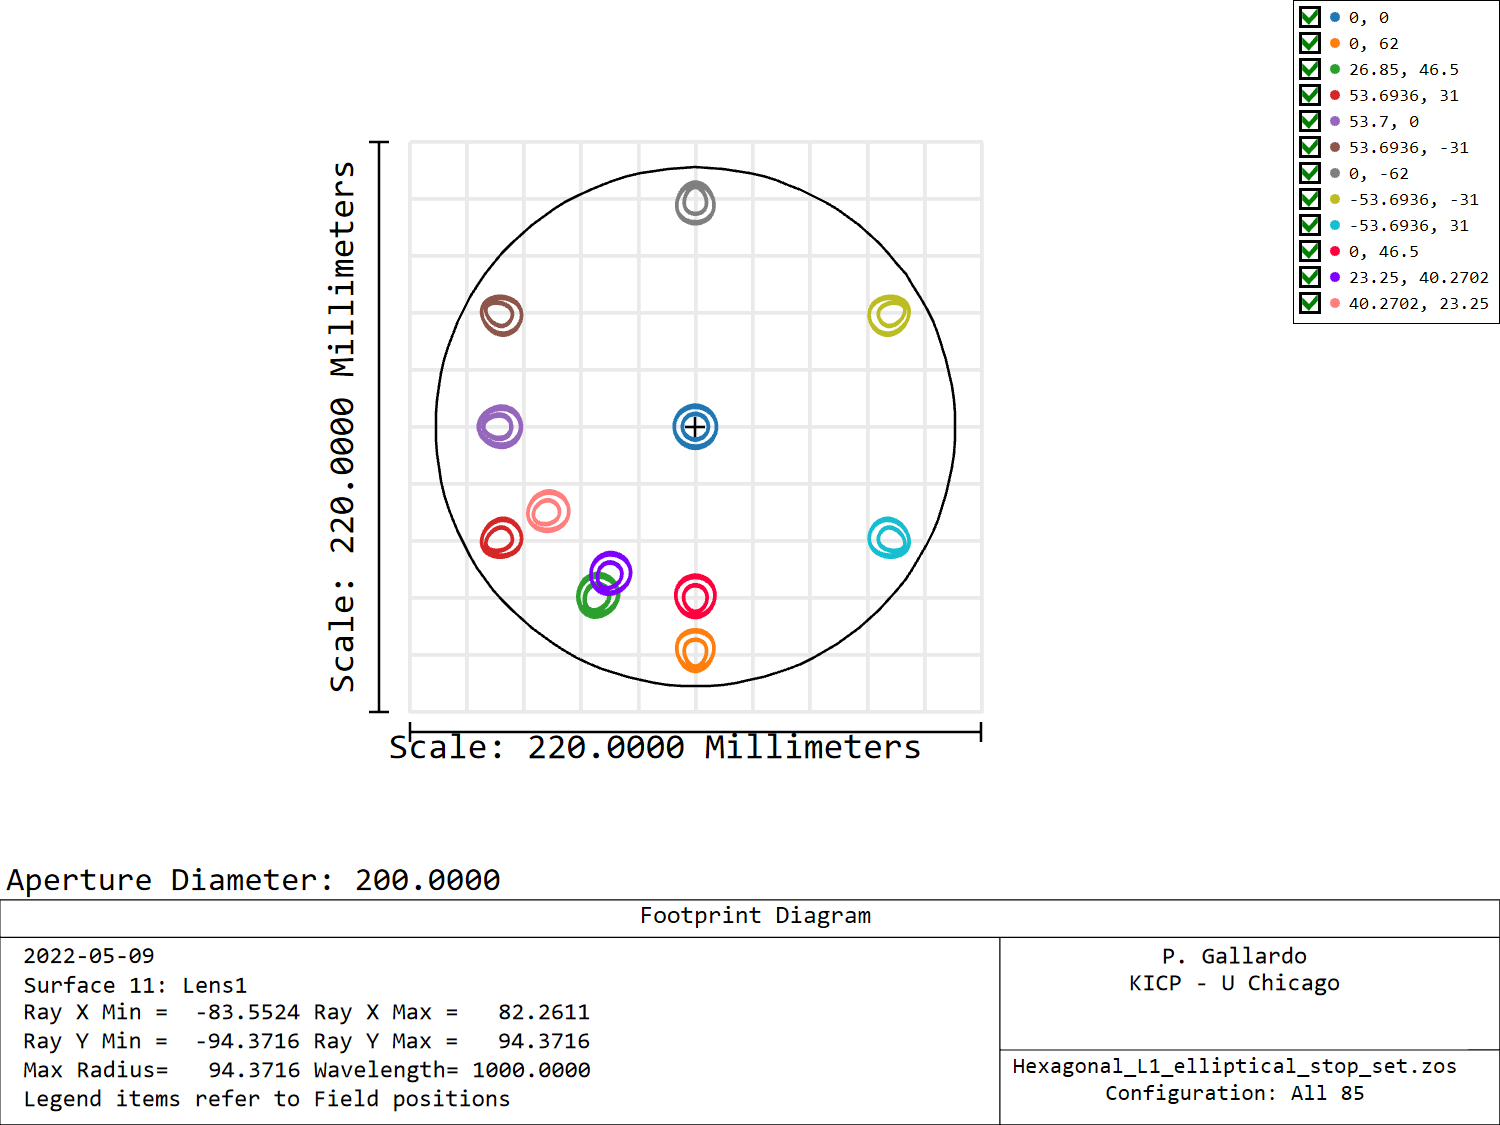 0, 0
0, 62
26.85, 46.5
53.6936, 31
53.7, 0
53.6936, -31
0, -62
-53.6936, -31
-53.6936, 31
0, 46.5
23.25, 40.2702
40.2702, 23.25
Scale: 220.0000 Millimeters
Scale: 220.0000 Millimeters
Aperture Diameter: 200.0000
Footprint Diagram
2022-05-09
Surface 11: Lens1
Ray X Min = -83.5524 Ray X Max = 82.2611
Ray Y Min = -94.3716 Ray Y Max = 94.3716
Max Radius= 94.3716 Wavelength= 1000.0000
Legend items refer to Field positions
P. Gallardo
KICP - U Chicago
Hexagonal_L1_elliptical_stop_set.zos
Configuration: All 85